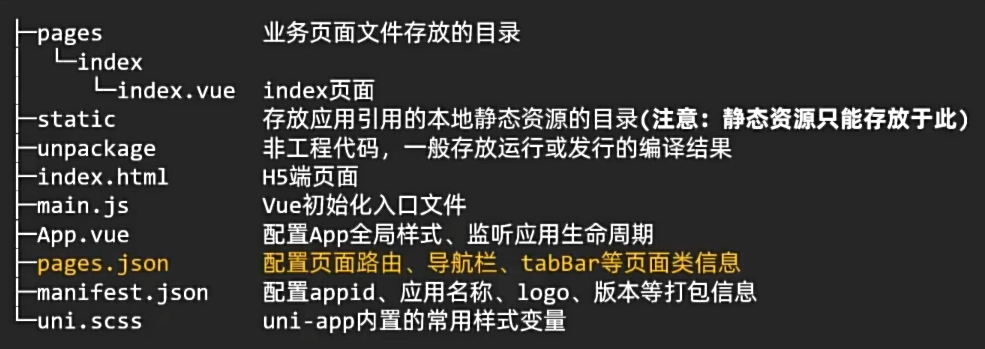 ├─pages 业务页面文件存放的目录
│ └─index
│ └─index.vue index页面
├─static 存放应用引用的本地静态资源的目录(注意：静态资源只能存放于此)
├─unpackage 非工程代码，一般存放运行或发行的编译结果
├─index.html H5端页面
├─main.js Vue初始化入口文件
├─App.vue 配置App全局样式、监听应用生命周期
├─pages.json 配置页面路由、导航栏、tabBar等页面类信息
├─manifest.json 配置appid、应用名称、logo、版本等打包信息
└─uni.scss uni-app内置的常用样式变量